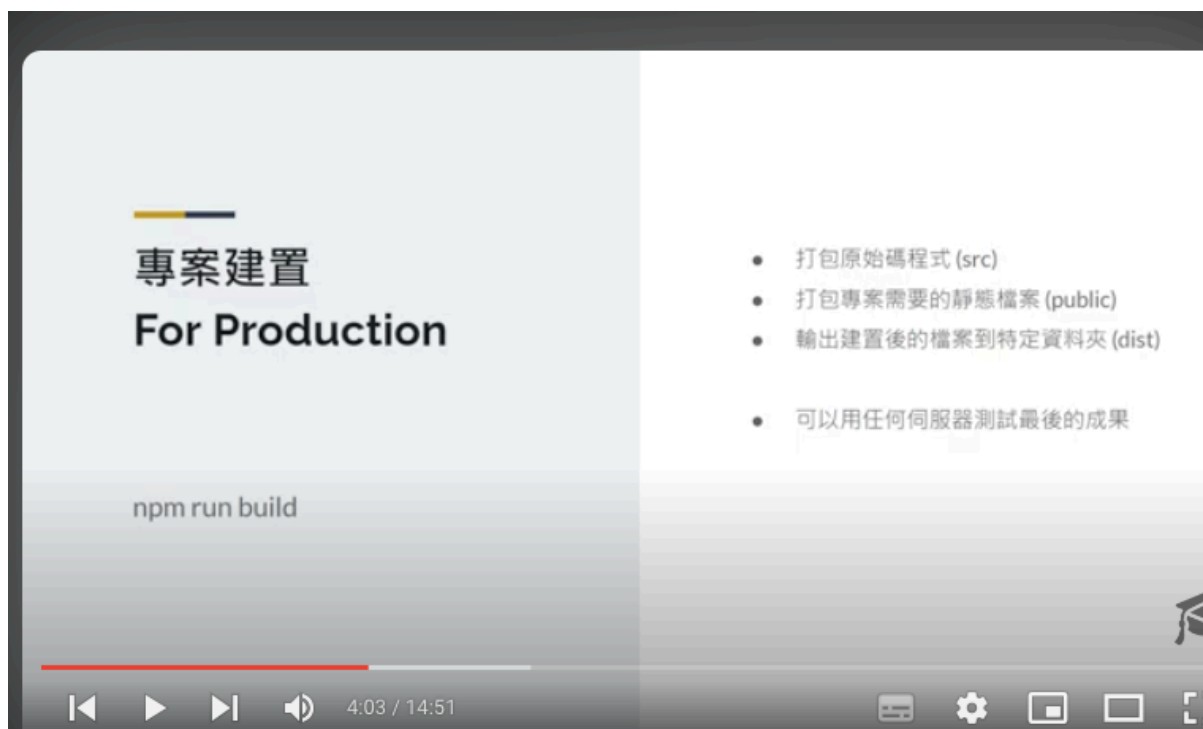 專案建置
For Production
npm run build
打包原始碼程式 (src)
打包專案需要的靜態檔案 (public)
輸出建置後的檔案到特定資料夾 (dist)
可以用任何伺服器測試最後的成果
4:03 / 14:51